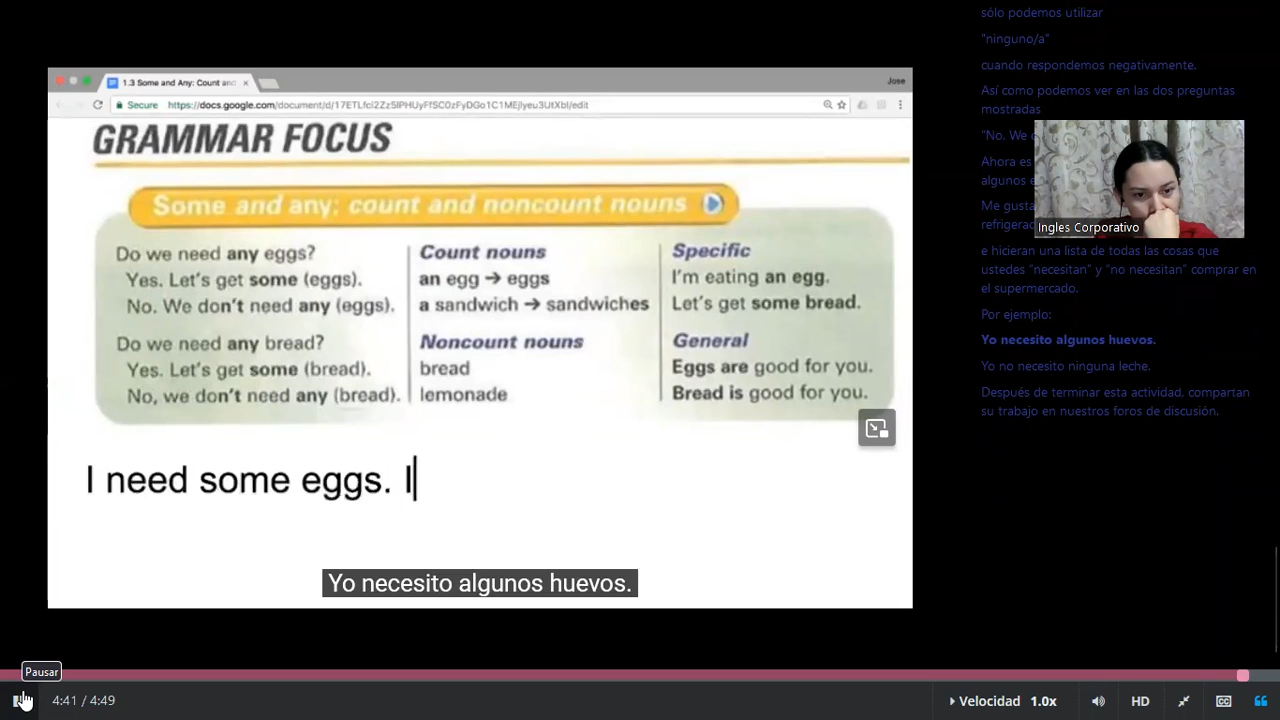 1.3 Some and Any: Count and
Jose
Secure https://docs.google.com/document/d/17ETLfci2Zz5lPHUyFfSC0zFyDGo1C1MEjlyeu3UtXbI/edit
GRAMMAR FOCUS
Some and any; count and noncount nouns
Do we need any eggs?
Yes. Let's get some (eggs).
No. We don't need any (eggs).
Do we need any bread?
Yes. Let's get some (bread).
No, we don't need any (bread).
Count nouns
an egg → eggs
a sandwich → sandwiches
Noncount nouns
bread
lemonade
Specific
I'm eating an egg.
Let's get some bread.
General
Eggs are good for you.
Bread is good for you.
I need some eggs. I
Yo necesito algunos huevos.
sólo podemos utilizar
"ninguno/a"
cuando respondemos negativamente.
Así como podemos ver en las dos preguntas
mostradas
"No. We
Ahora es
algunos
Me gusta
refrigerad
e hicieran una lista de todas las cosas que
ustedes "necesitan" y "no necesitan" comprar en
el supermercado.
Por ejemplo:
Yo necesito algunos huevos.
Yo no necesito ninguna leche.
Después de terminar esta actividad, compartan
su trabajo en nuestros foros de discusión.
Ingles Corporativo
Pausar
4:41 / 4:49
Velocidad 1.0x
HD
CC